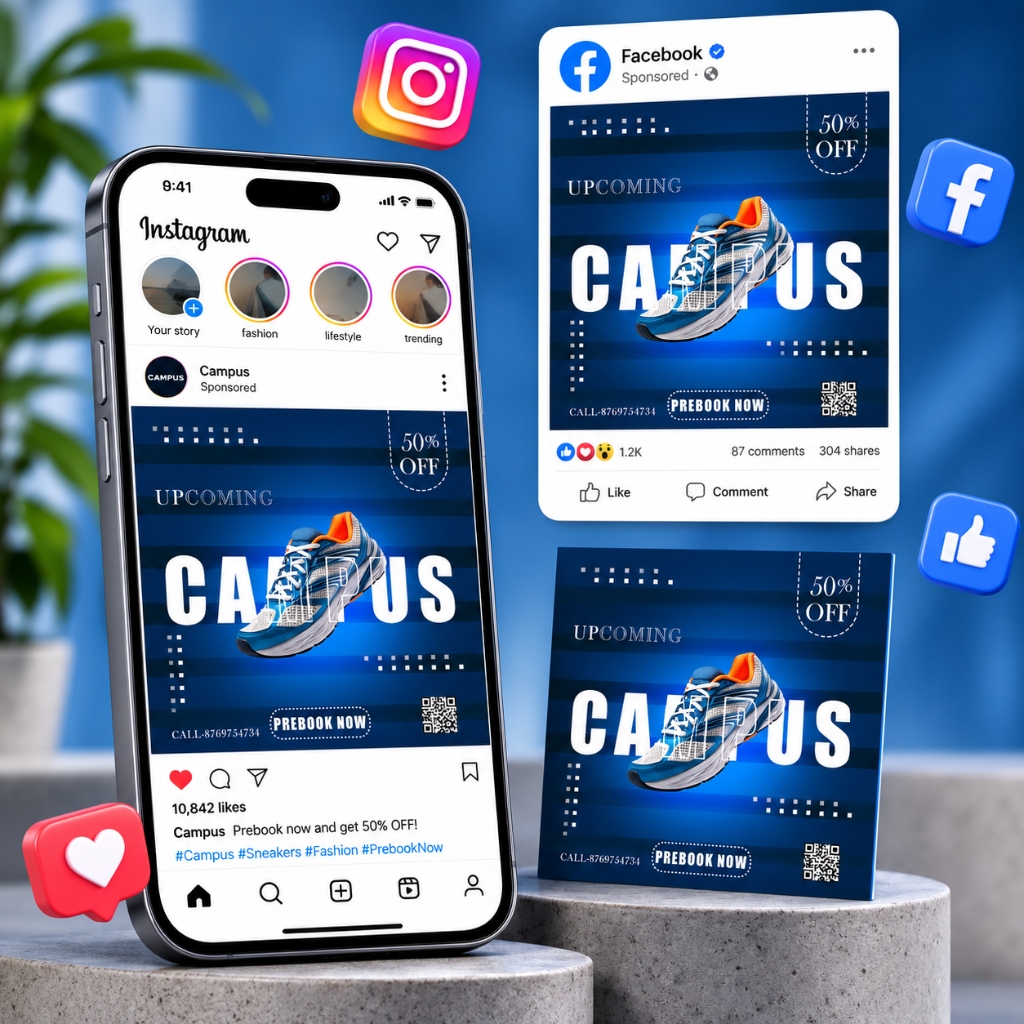 9:41
Instagram
Your story
fashion
lifestyle
trending
CAMPUS
Campus
Sponsored
50%
OFF
UPCOMING
CAMPUS
CALL-8769754734
PREBOOK NOW
10,842 likes
Campus Prebook now and get 50% OFF!
#Campus #Sneakers #Fashion #PrebookNow
f
Facebook
Sponsored ·
50%
OFF
UPCOMING
CAMPUS
CALL-8769754734
PREBOOK NOW
1.2K 87 comments 304 shares
Like Comment Share
f
50%
OFF
UPCOMING
CAMPUS
CALL-8769754734
PREBOOK NOW